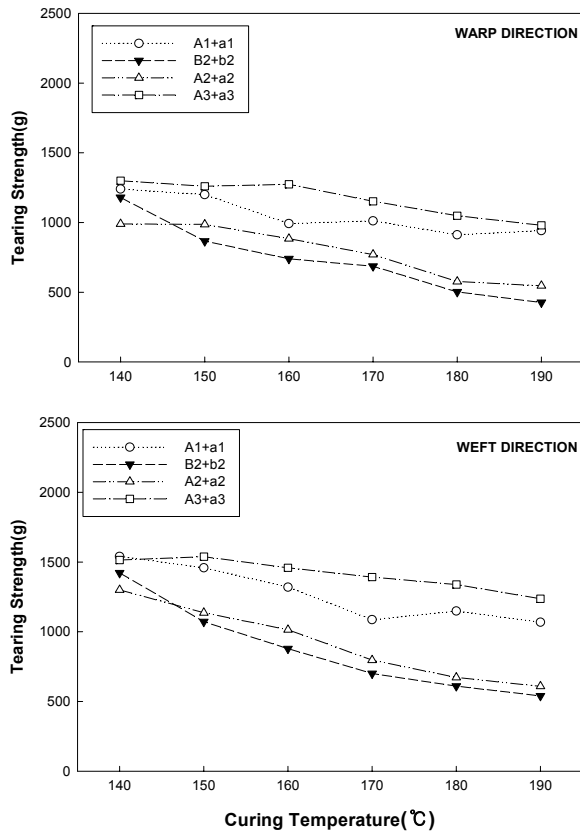 WARP DIRECTION
A1+a1
B2+b2
A2+a2
A3+a3
Tearing Strength(g)
2500
2000
1500
1000
500
0
140 150 160 170 180 190
WEFT DIRECTION
A1+a1
B2+b2
A2+a2
A3+a3
Tearing Strength(g)
2500
2000
1500
1000
500
0
140 150 160 170 180 190
Curing Temperature(℃)